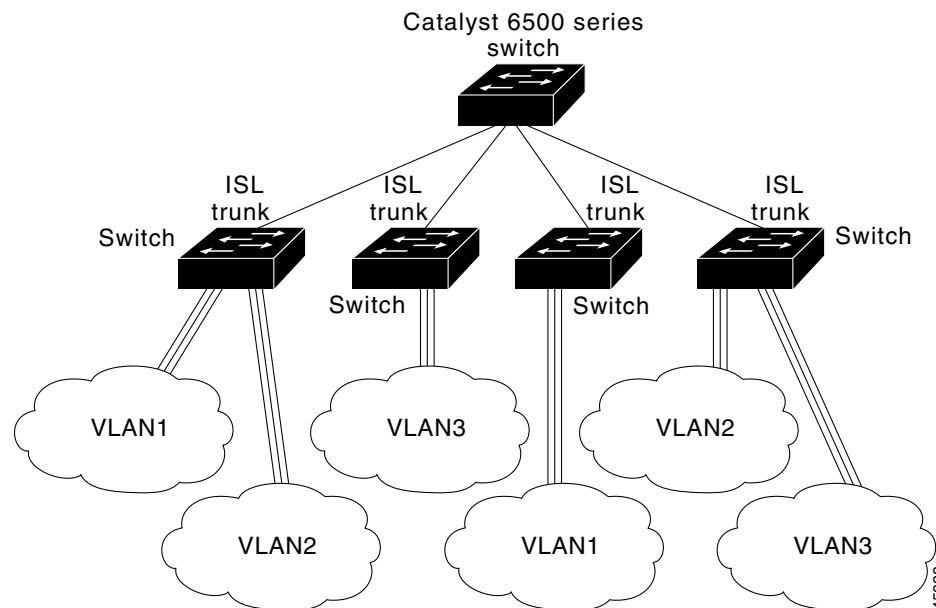 Catalyst 6500 series
switch
ISL
trunk
ISL
trunk
ISL
trunk
ISL
trunk
Switch
Switch
Switch
Switch
VLAN1
VLAN3
VLAN2
VLAN2
VLAN1
VLAN3